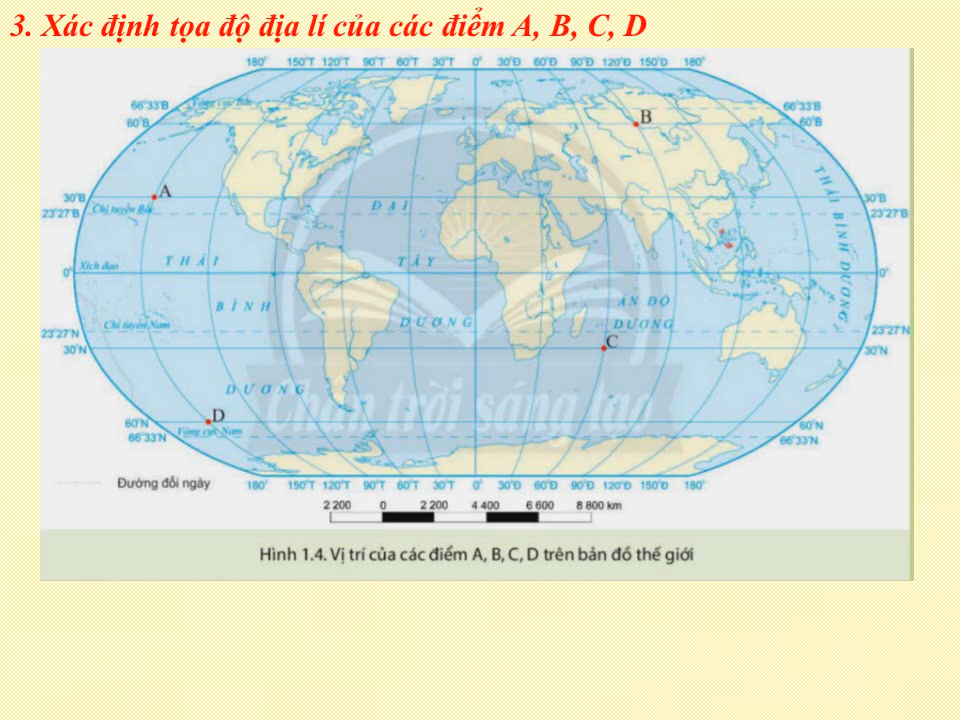 3. Xác định tọa độ địa lí của các điểm A, B, C, D
180° 150°T 120°T 90°T 60°T 30°T 0° 30°Đ 60°Đ 90°Đ 120°Đ 150°Đ 180°
66°33'B Vòng cực Bắc 66°33'B
60°B B 60°B
30°B A 30°B
23°27'B Chí tuyến Bắc 23°27'B
ĐẠI
THÁI BÌNH DƯƠNG
0° Xích đạo THÁI TÂY 0°
BÌNH ẤN ĐỘ
23°27'N Chí tuyến Nam DƯƠNG DƯƠNG 23°27'N
30°N C 30°N
DƯƠNG
Chân trời sáng tạo
60°N D 60°N
66°33'N Vòng cực Nam 66°33'N
Đường đổi ngày 180° 150°T 120°T 90°T 60°T 30°T 0° 30°Đ 60°Đ 90°Đ 120°Đ 150°Đ 180°
2 200 0 2 200 4 400 6 600 8 800 km
Hình 1.4. Vị trí của các điểm A, B, C, D trên bản đồ thế giới